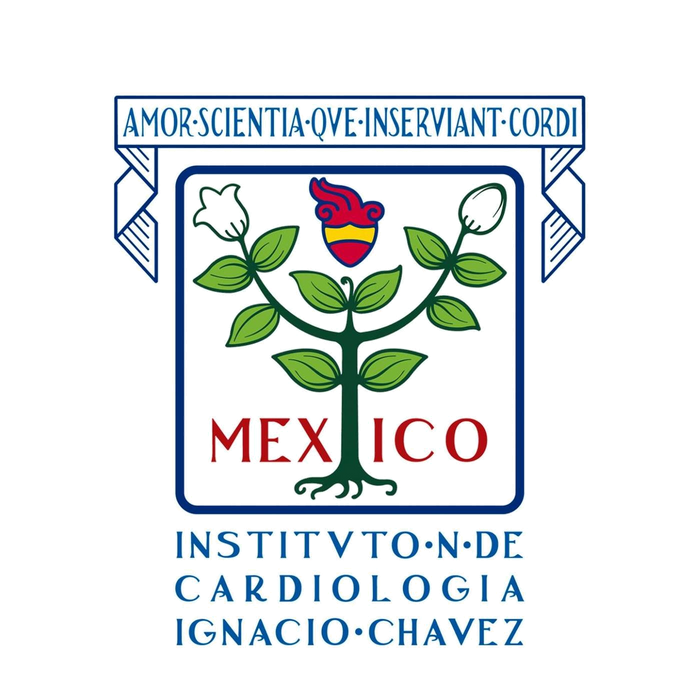 AMOR·SCIENTIA·QVE·INSERVIANT·CORDI
MEXICO
INSTITVTO·N·DE
CARDIOLOGIA
IGNACIO·CHAVEZ